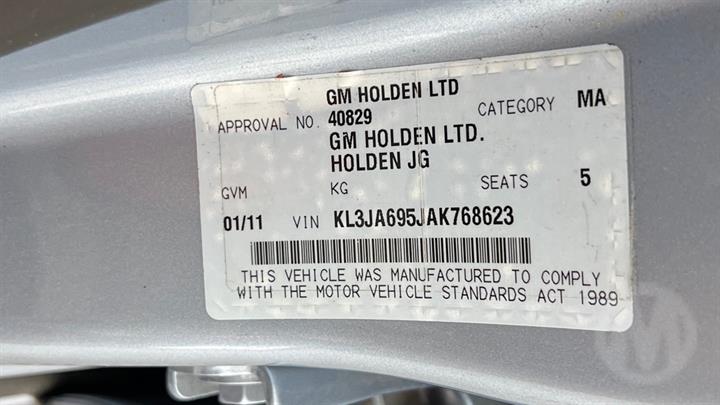 GM HOLDEN LTD
APPROVAL NO. 40829 CATEGORY MA
GM HOLDEN LTD.
HOLDEN JG
GVM KG SEATS 5
01/11 VIN KL3JA695JAK768623
THIS VEHICLE WAS MANUFACTURED TO COMPLY
WITH THE MOTOR VEHICLE STANDARDS ACT 1989
M